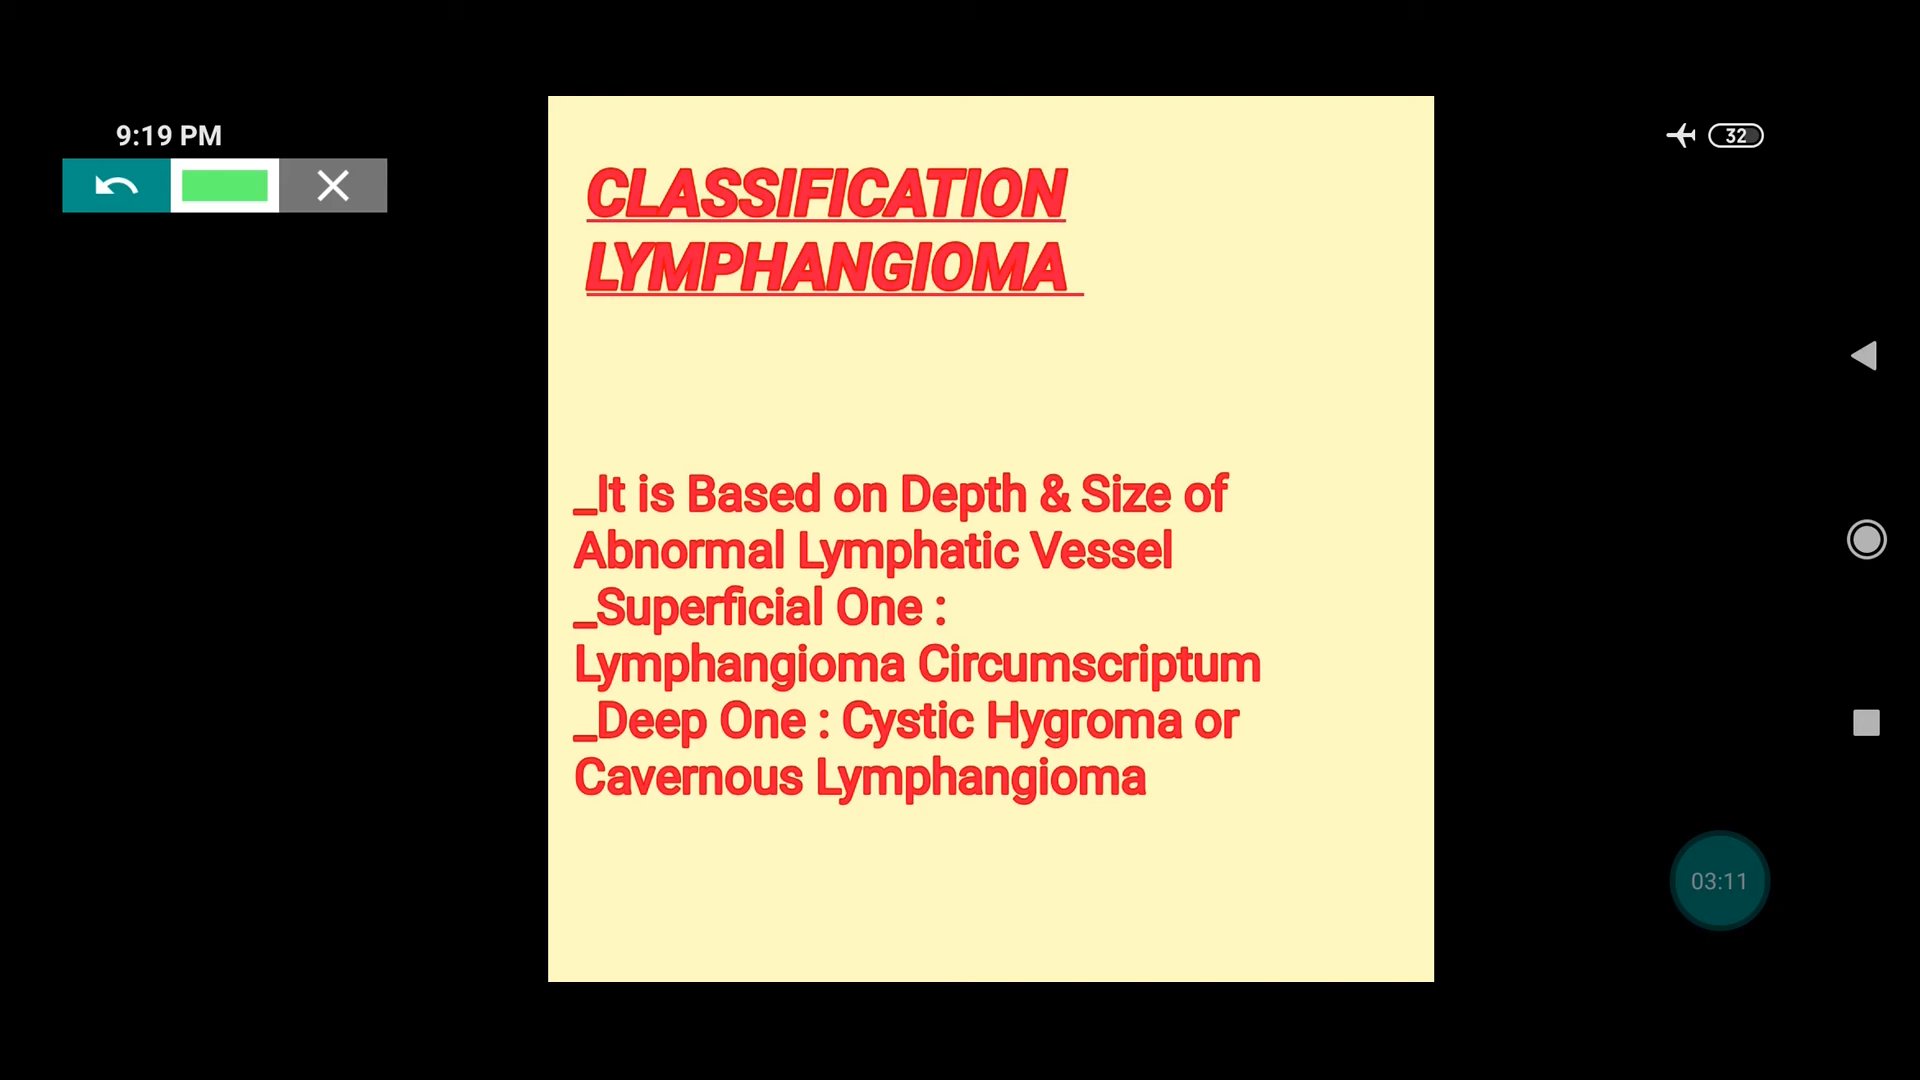 9:19 PM
32
CLASSIFICATION
LYMPHANGIOMA
_It is Based on Depth & Size of
Abnormal Lymphatic Vessel
_Superficial One :
Lymphangioma Circumscriptum
_Deep One : Cystic Hygroma or
Cavernous Lymphangioma
03:11